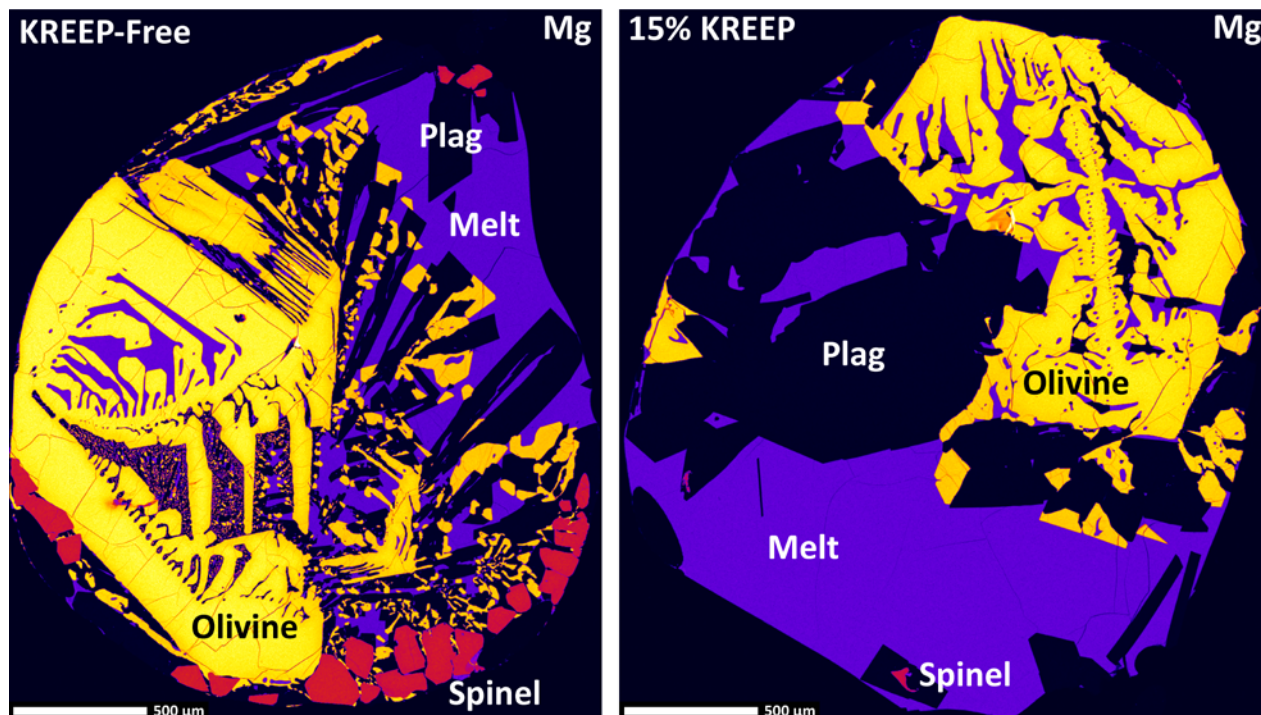 KREEP-Free
Mg
Plag
Melt
Olivine
Spinel
500 µm
15% KREEP
Mg
Plag
Olivine
Melt
Spinel
500 µm